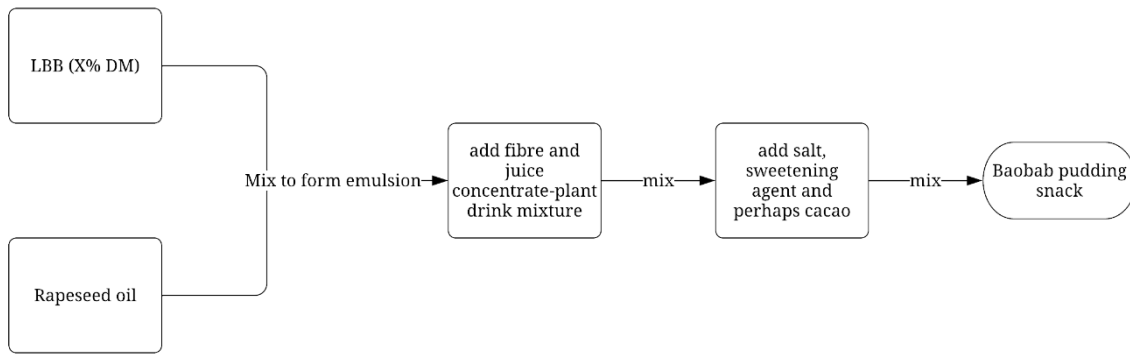 LBB (X% DM)
Rapeseed oil
Mix to form emulsion
add fibre and
juice
concentrate-plant
drink mixture
mix
add salt,
sweetening
agent and
perhaps cacao
mix
Baobab pudding
snack